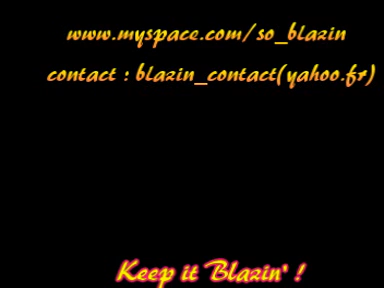 www.myspace.com/so_blazin
contact : blazin_contact(yahoo.fr)
Keep it Blazin' !